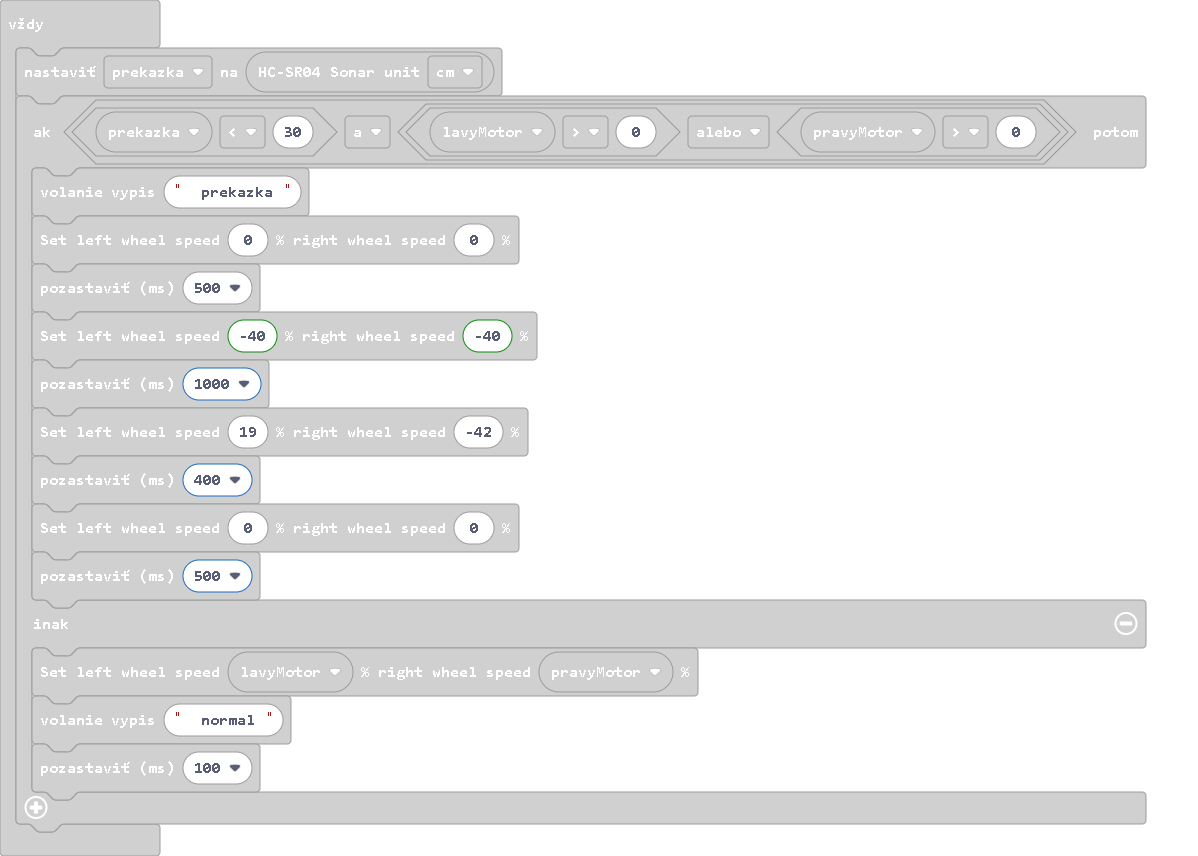 vždy
nastaviť prekazka na HC-SR04 Sonar unit cm
ak prekazka < 30 a lavyMotor > 0 alebo pravyMotor > 0 potom
volanie vypis " prekazka "
Set left wheel speed 0 % right wheel speed 0 %
pozastaviť (ms) 500
Set left wheel speed -40 % right wheel speed -40 %
pozastaviť (ms) 1000
Set left wheel speed 19 % right wheel speed -42 %
pozastaviť (ms) 400
Set left wheel speed 0 % right wheel speed 0 %
pozastaviť (ms) 500
inak
Set left wheel speed lavyMotor % right wheel speed pravyMotor %
volanie vypis " normal "
pozastaviť (ms) 100